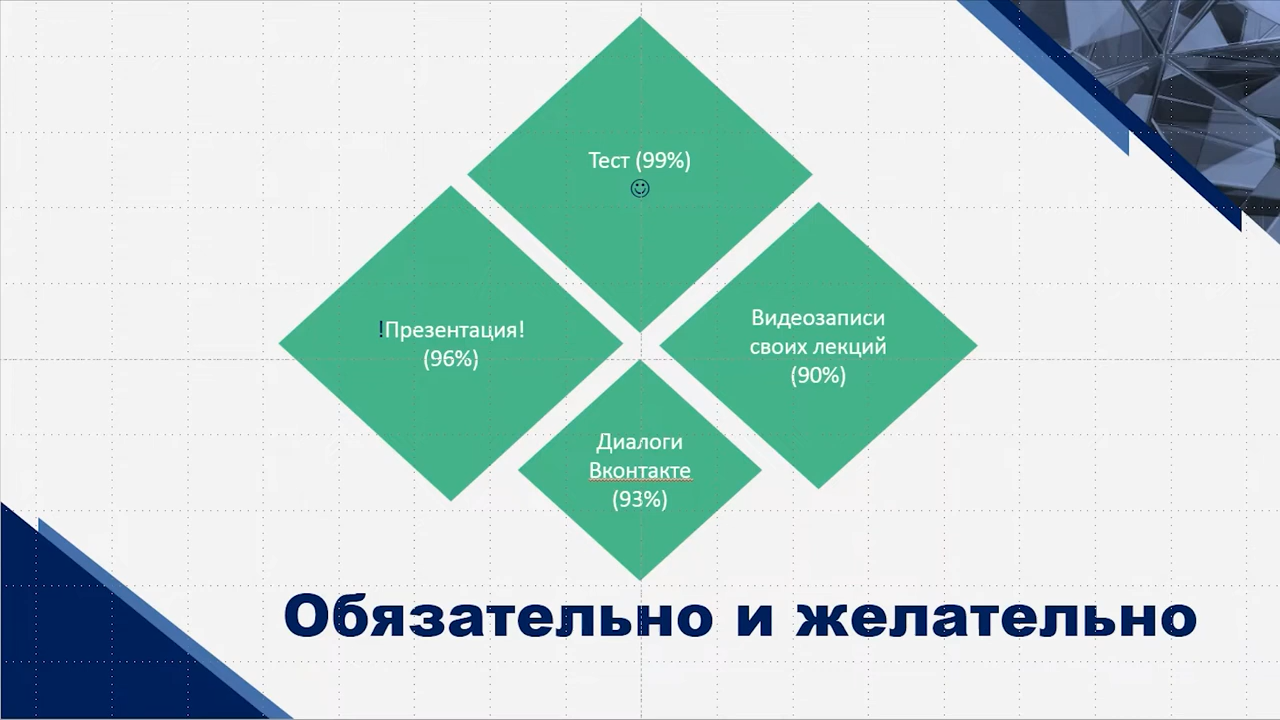 Тест (99%)
☺
!Презентация!
(96%)
Видеозаписи
своих лекций
(90%)
Диалоги
Вконтакте
(93%)
Обязательно и желательно